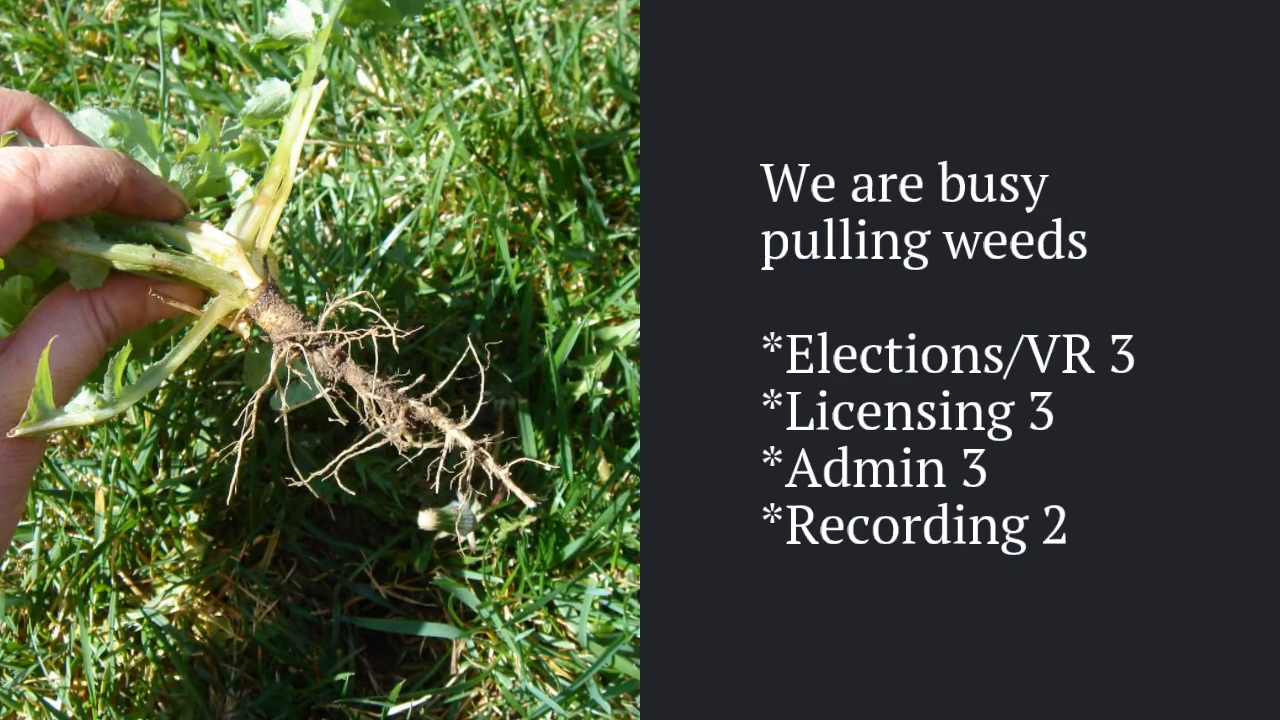 We are busy
pulling weeds
*Elections/VR 3
*Licensing 3
*Admin 3
*Recording 2